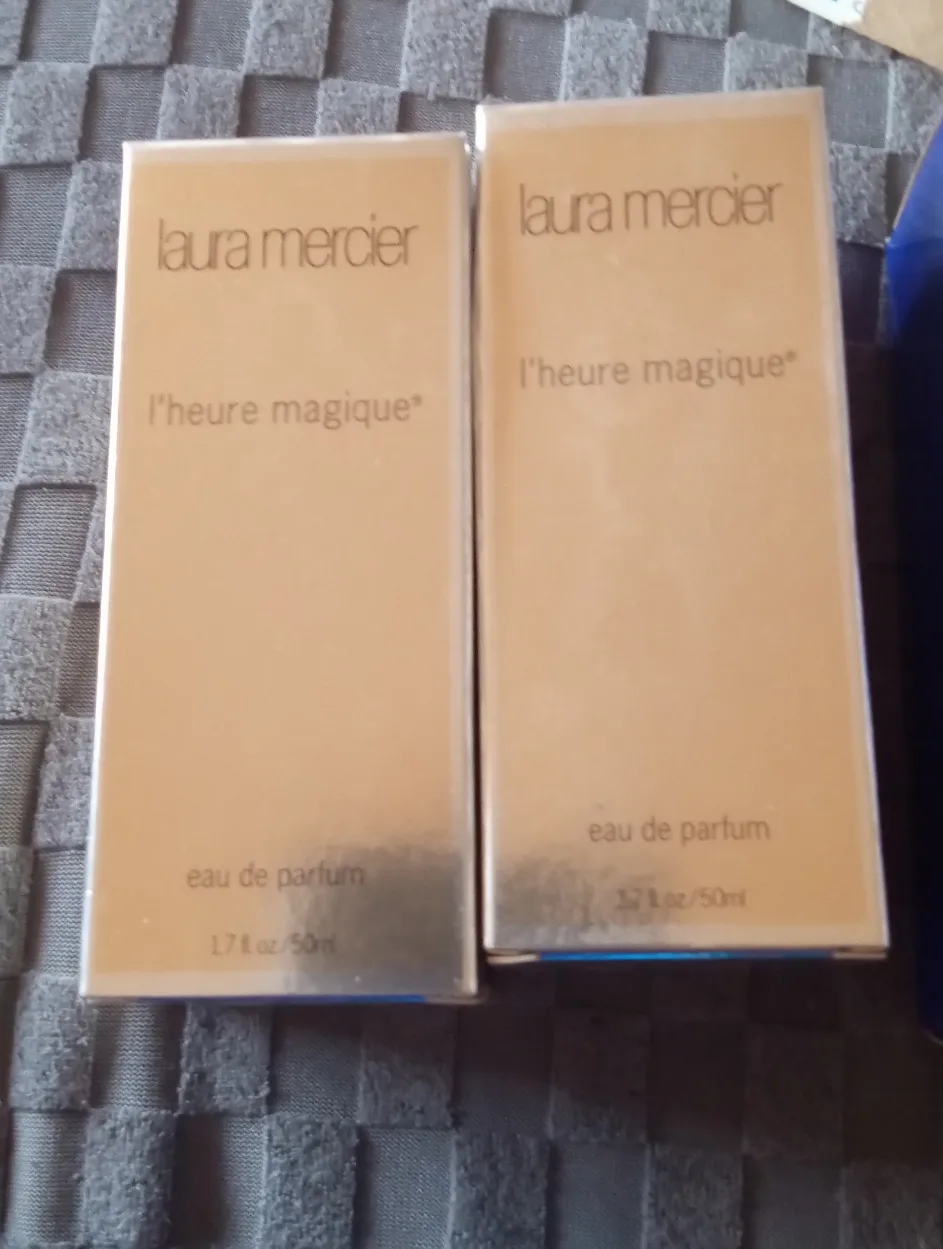 laura mercier
l'heure magique®
eau de parfum
1.7 fl. oz./50ml
laura mercier
l'heure magique®
eau de parfum
1.7 fl. oz./50ml